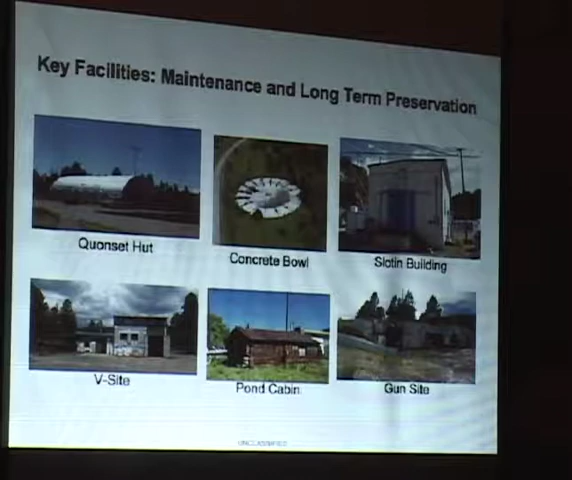 Key Facilities: Maintenance and Long Term Preservation
Quonset Hut
Concrete Bowl
Slotin Building
V-Site
Pond Cabin
Gun Site
UNCLASSIFIED